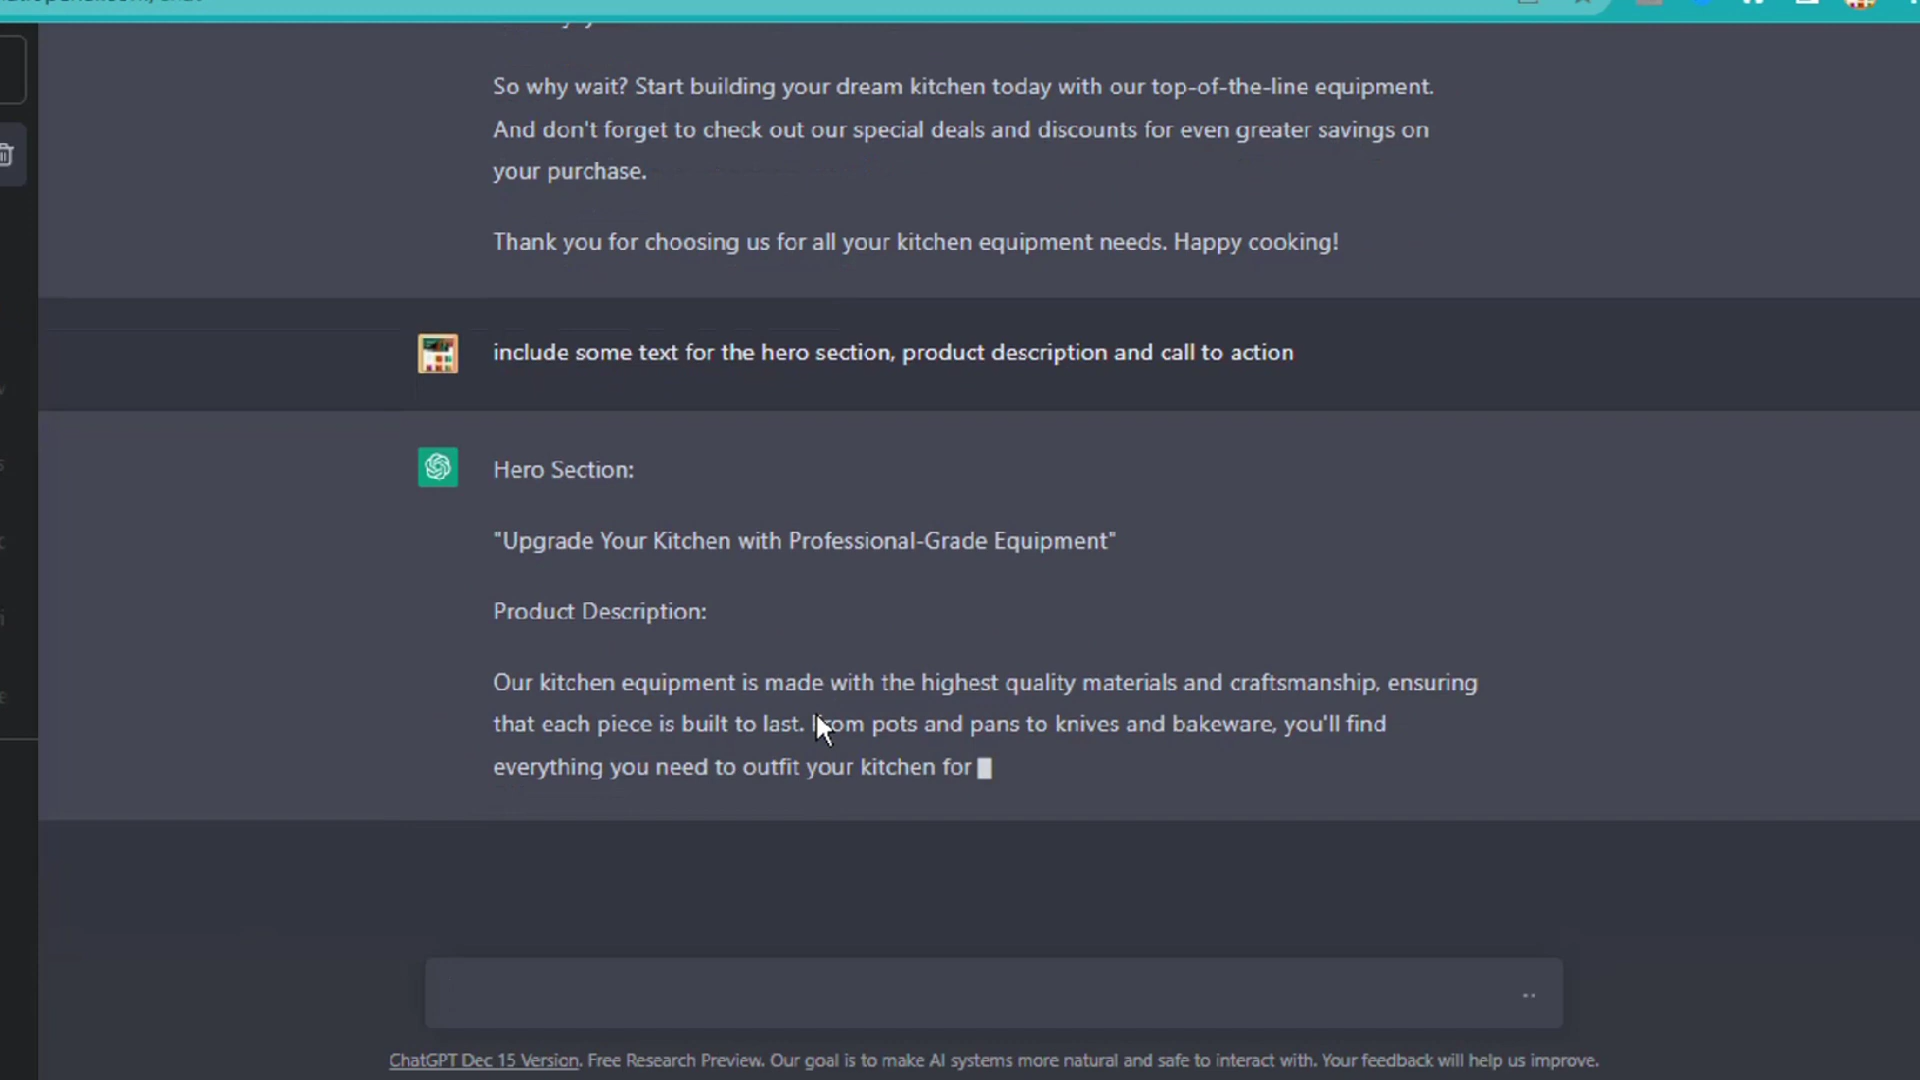 So why wait? Start building your dream kitchen today with our top-of-the-line equipment.
And don't forget to check out our special deals and discounts for even greater savings on
your purchase.
Thank you for choosing us for all your kitchen equipment needs. Happy cooking!
include some text for the hero section, product description and call to action
Hero Section:
"Upgrade Your Kitchen with Professional-Grade Equipment"
Product Description:
Our kitchen equipment is made with the highest quality materials and craftsmanship, ensuring
that each piece is built to last. From pots and pans to knives and bakeware, you'll find
everything you need to outfit your kitchen for
ChatGPT Dec 15 Version. Free Research Preview. Our goal is to make AI systems more natural and safe to interact with. Your feedback will help us improve.